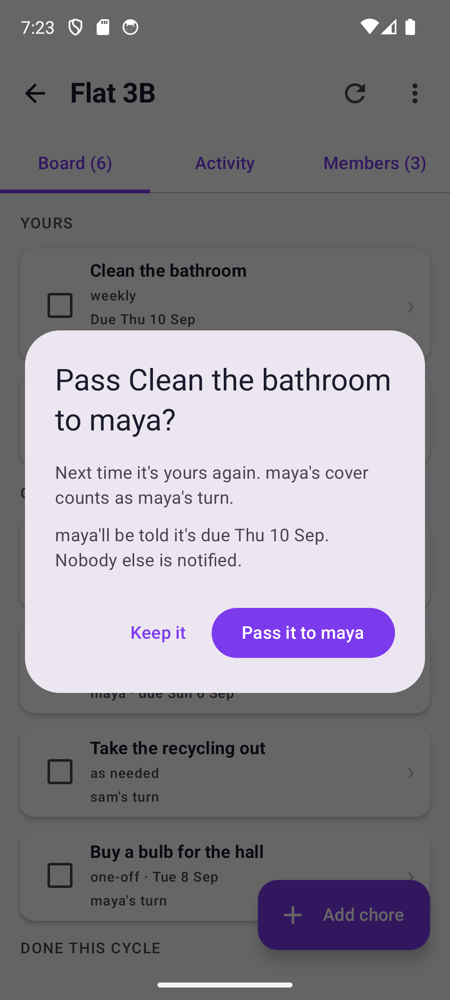 7:23
Flat 3B
Board (6)
Activity
Members (3)
YOURS
Clean the bathroom
weekly
Due Thu 10 Sep
Pass Clean the bathroom
to maya?
Next time it's yours again. maya's cover
counts as maya's turn.
maya'll be told it's due Thu 10 Sep.
Nobody else is notified.
Keep it
Pass it to maya
maya · due Sun 6 Sep
Take the recycling out
as needed
sam's turn
Buy a bulb for the hall
one-off · Tue 8 Sep
maya's turn
Add chore
DONE THIS CYCLE